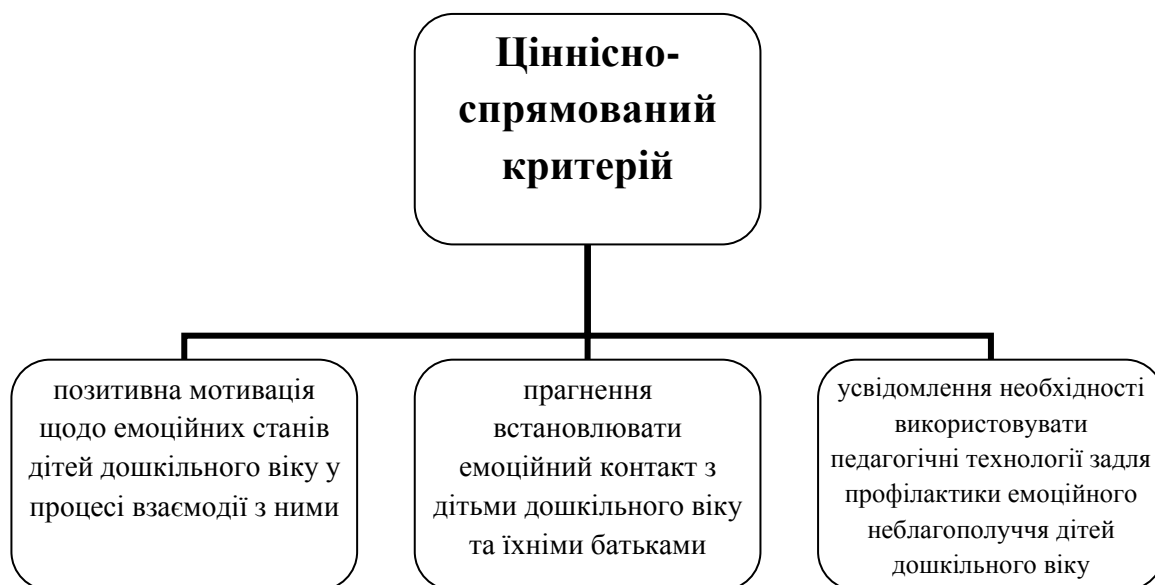 Ціннісно-
спрямований
критерій
позитивна мотивація
щодо емоційних станів
дітей дошкільного віку у
процесі взаємодії з ними
прагнення
встановлювати
емоційний контакт з
дітьми дошкільного віку
та їхніми батьками
усвідомлення необхідності
використовувати
педагогічні технології задля
профілактики емоційного
неблагополуччя дітей
дошкільного віку